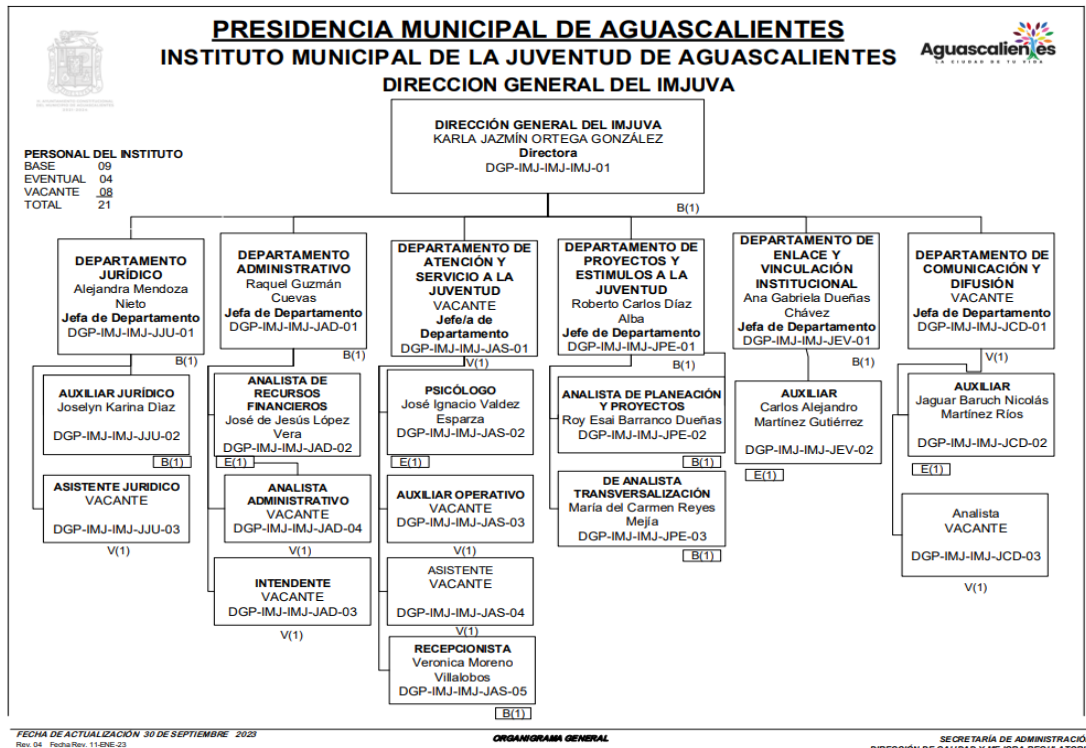 PRESIDENCIA MUNICIPAL DE AGUASCALIENTES
INSTITUTO MUNICIPAL DE LA JUVENTUD DE AGUASCALIENTES
DIRECCION GENERAL DEL IMJUVA
Aguascalientes
LA CIUDAD DE TU VIDA
DIRECCIÓN GENERAL DEL IMJUVA
KARLA JAZMÍN ORTEGA GONZÁLEZ
Directora
DGP-IMJ-IMJ-IMJ-01
B(1)
PERSONAL DEL INSTITUTO
BASE 09
EVENTUAL 04
VACANTE 08
TOTAL 21
DEPARTAMENTO
JURÍDICO
Alejandra Mendoza
Nieto
Jefa de Departamento
DGP-IMJ-IMJ-JJU-01
B(1)
AUXILIAR JURÍDICO
Joselyn Karina Dìaz
DGP-IMJ-IMJ-JJU-02
B(1)
ASISTENTE JURIDICO
VACANTE
DGP-IMJ-IMJ-JJU-03
V(1)
DEPARTAMENTO
ADMINISTRATIVO
Raquel Guzmán
Cuevas
Jefa de Departamento
DGP-IMJ-IMJ-JAD-01
B(1)
ANALISTA DE
RECURSOS
FINANCIEROS
José de Jesús López
Vera
DGP-IMJ-IMJ-JAD-02
E(1)
ANALISTA
ADMINISTRATIVO
VACANTE
DGP-IMJ-IMJ-JAD-04
V(1)
INTENDENTE
VACANTE
DGP-IMJ-IMJ-JAD-03
V(1)
DEPARTAMENTO DE
ATENCIÓN Y
SERVICIO A LA
JUVENTUD
VACANTE
Jefe/a de
Departamento
DGP-IMJ-IMJ-JAS-01
V(1)
PSICÓLOGO
José Ignacio Valdez
Esparza
DGP-IMJ-IMJ-JAS-02
E(1)
AUXILIAR OPERATIVO
VACANTE
DGP-IMJ-IMJ-JAS-03
V(1)
ASISTENTE
VACANTE
DGP-IMJ-IMJ-JAS-04
V(1)
RECEPCIONISTA
Veronica Moreno
Villalobos
DGP-IMJ-IMJ-JAS-05
B(1)
DEPARTAMENTO DE
PROYECTOS Y
ESTIMULOS A LA
JUVENTUD
Roberto Carlos Díaz
Alba
Jefe de Departamento
DGP-IMJ-IMJ-JPE-01
B(1)
ANALISTA DE PLANEACIÓN
Y PROYECTOS
Roy Esai Barranco Dueñas
DGP-IMJ-IMJ-JPE-02
B(1)
DE ANALISTA
TRANSVERSALIZACIÓN
María del Carmen Reyes
Mejía
DGP-IMJ-IMJ-JPE-03
B(1)
DEPARTAMENTO DE
ENLACE Y
VINCULACIÓN
INSTITUCIONAL
Ana Gabriela Dueñas
Chávez
Jefa de Departamento
DGP-IMJ-IMJ-JEV-01
B(1)
AUXILIAR
Carlos Alejandro
Martínez Gutiérrez
DGP-IMJ-IMJ-JEV-02
E(1)
DEPARTAMENTO DE
COMUNICACIÓN Y
DIFUSIÓN
VACANTE
Jefa de Departamento
DGP-IMJ-IMJ-JCD-01
V(1)
AUXILIAR
Jaguar Baruch Nicolás
Martínez Ríos
DGP-IMJ-IMJ-JCD-02
E(1)
Analista
VACANTE
DGP-IMJ-IMJ-JCD-03
V(1)
FECHA DE ACTUALIZACIÓN 30 DE SEPTIEMBRE 2023
Rev. 04 Fecha Rev. 11-ENE-23
ORGANIGRAMA GENERAL
SECRETARÍA DE ADMINISTRACIÓ
DIRECCIÓN DE CALIDAD Y MEJORA REGULATORI